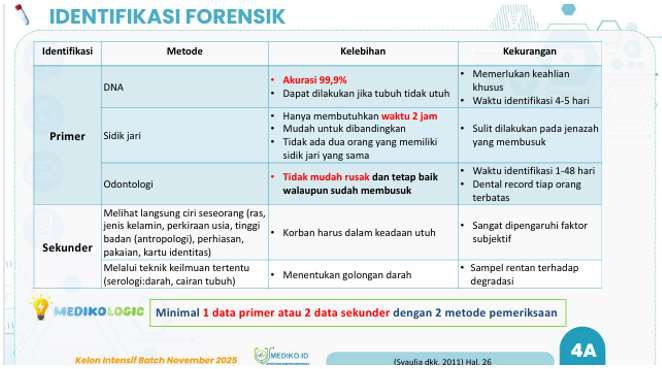 IDENTIFIKASI FORENSIK
Identifikasi Metode Kelebihan Kekurangan
Primer
DNA
• Akurasi 99,9%
• Dapat dilakukan jika tubuh tidak utuh
• Memerlukan keahlian
khusus
• Waktu identifikasi 4-5 hari
Sidik jari
• Hanya membutuhkan waktu 2 jam
• Mudah untuk dibandingkan
• Tidak ada dua orang yang memiliki
sidik jari yang sama
• Sulit dilakukan pada jenazah
yang membusuk
Odontologi
• Tidak mudah rusak dan tetap baik
walaupun sudah membusuk
• Waktu identifikasi 1-48 hari
• Dental record tiap orang
terbatas
Sekunder
Melihat langsung ciri seseorang (ras,
jenis kelamin, perkiraan usia, tinggi
badan (antropologi), perhiasan,
pakaian, kartu identitas)
• Korban harus dalam keadaan utuh
• Sangat dipengaruhi faktor
subjektif
Melalui teknik keilmuan tertentu
(serologi:darah, cairan tubuh)
• Menentukan golongan darah
• Sampel rentan terhadap
degradasi
MEDIKOLOGIC
Minimal 1 data primer atau 2 data sekunder dengan 2 metode pemeriksaan
4A
Kelon Intensif Batch November 2025
MEDIKO.ID
(Syaulia dkk, 2011) Hal. 26